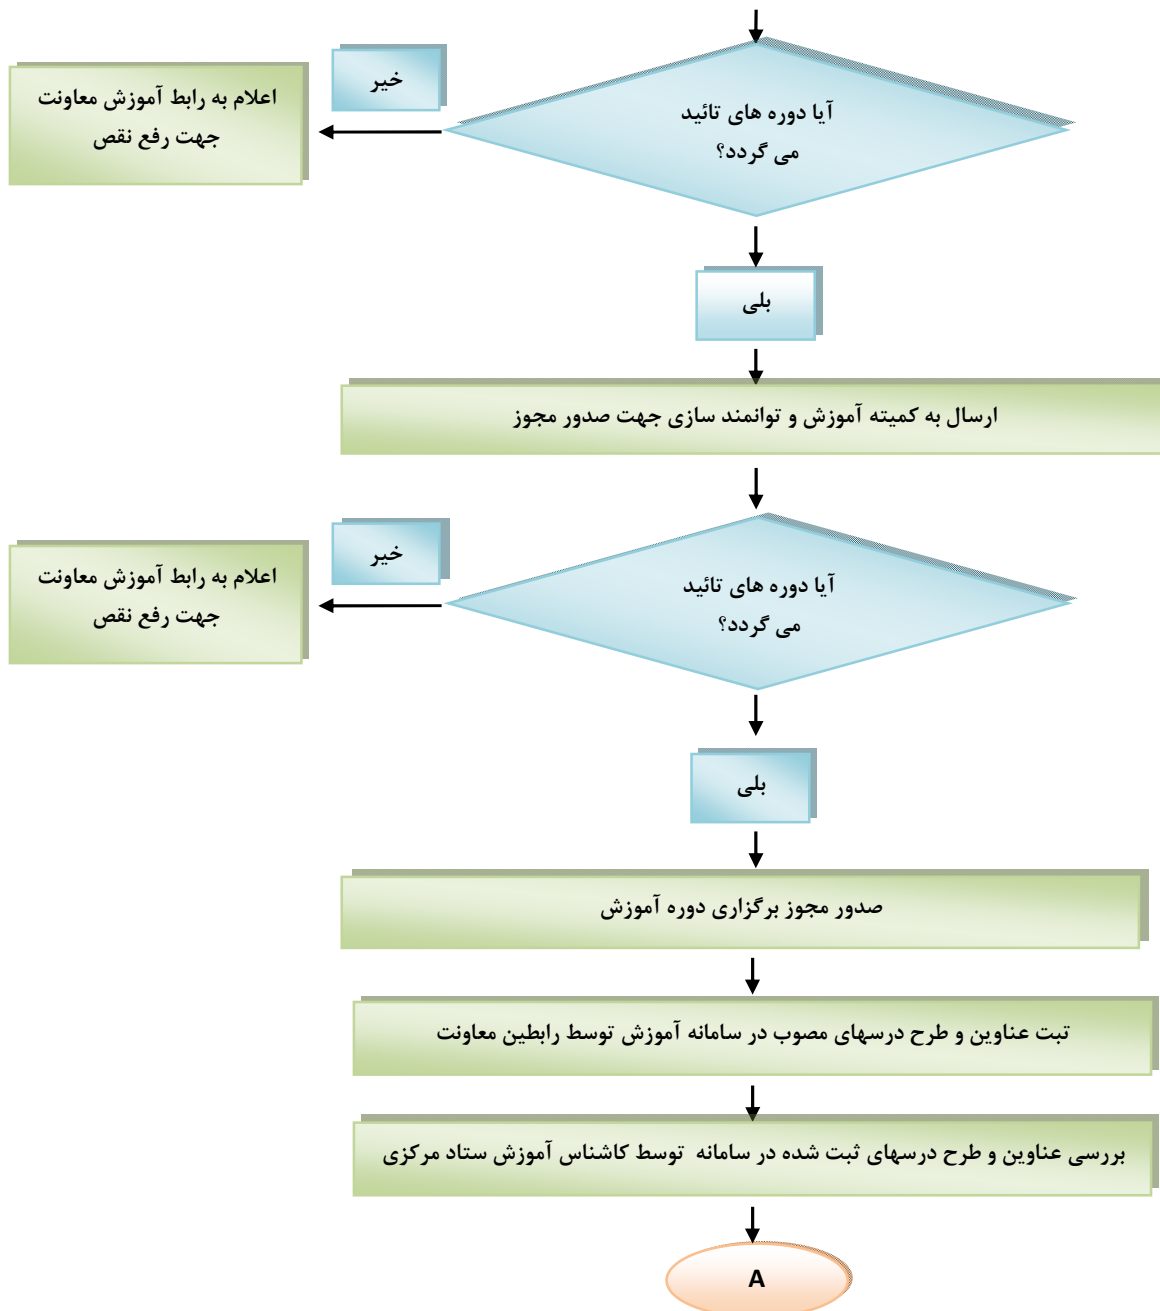 آیا دوره های تائید
می گردد؟
خیر
اعلام به رابط آموزش معاونت
جهت رفع نقص
بلی
ارسال به کمیته آموزش و توانمند سازی جهت صدور مجوز
آیا دوره های تائید
می گردد؟
خیر
اعلام به رابط آموزش معاونت
جهت رفع نقص
بلی
صدور مجوز برگزاری دوره آموزش
ثبت عناوین و طرح درسهای مصوب در سامانه آموزش توسط رابطین معاونت
بررسی عناوین و طرح درسهای ثبت شده در سامانه توسط کاشناس آموزش ستاد مرکزی
A